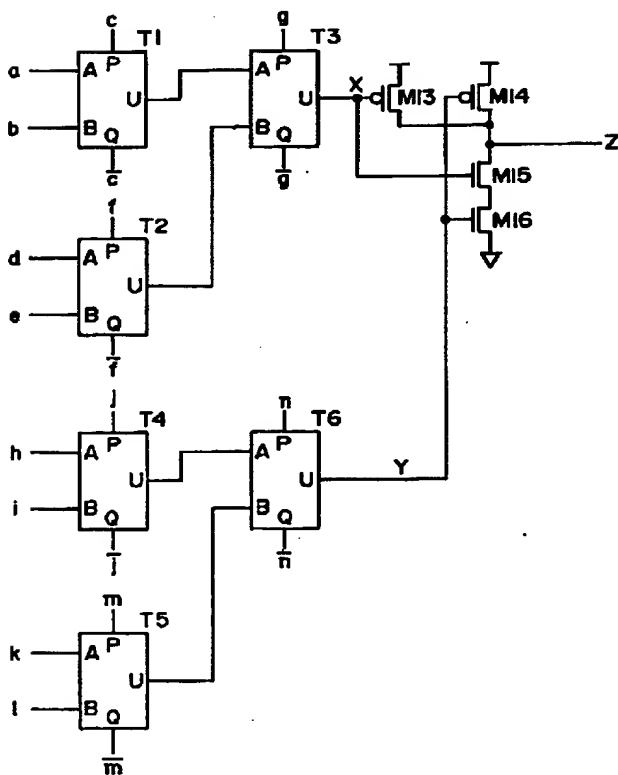 c
T1
a
A
P
U
b
B
Q
c̅
g
T3
A
P
U
B
Q
g̅
X
M13
M14
Z
M15
M16
f
T2
d
A
P
U
e
B
Q
f̅
j
T4
h
A
P
U
i
B
Q
j̅
n
T6
A
P
U
B
Q
n̅
Y
m
T5
k
A
P
U
l
B
Q
m̅